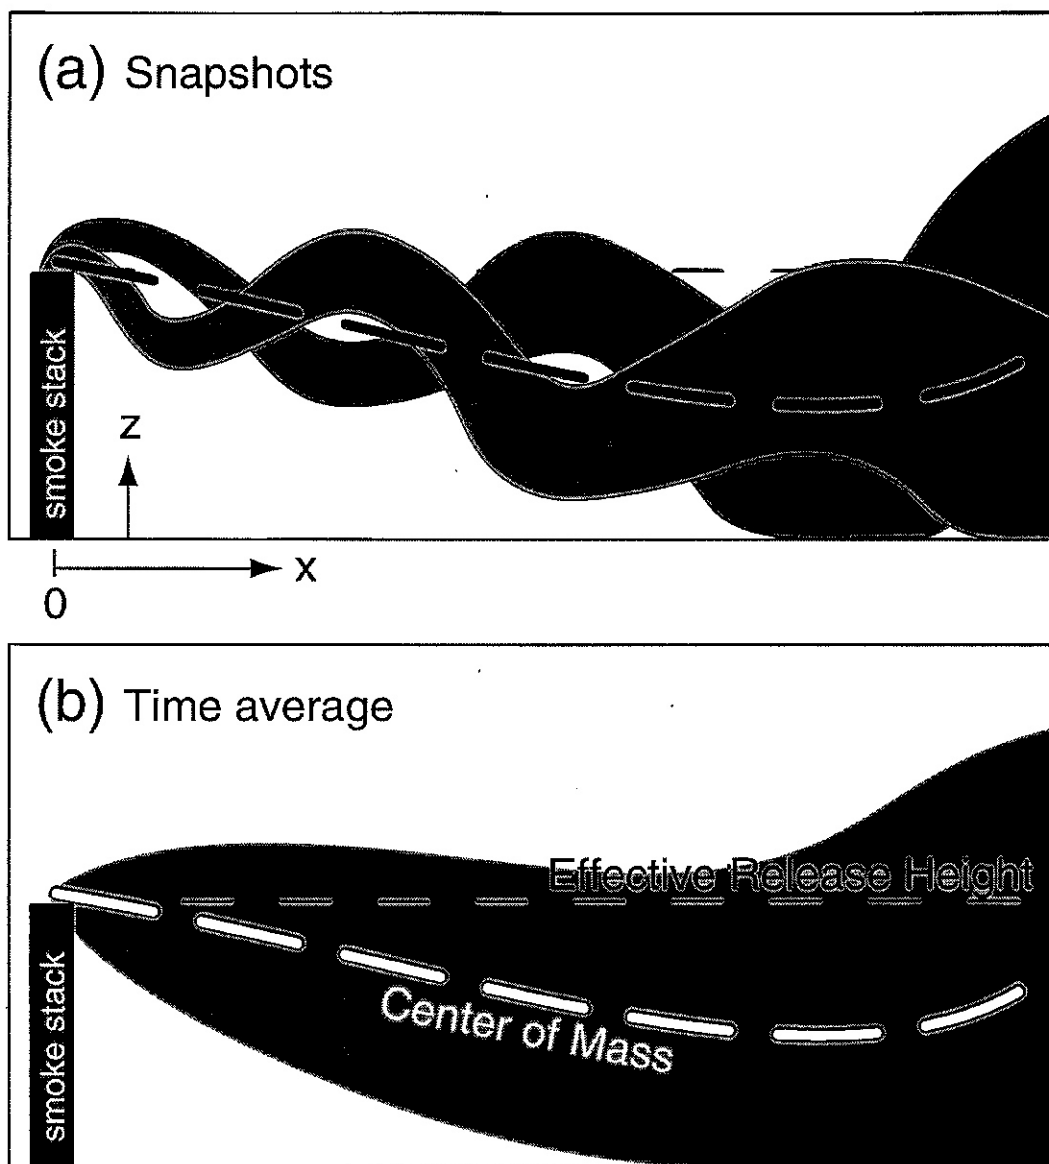 (a) Snapshots
smoke stack
z
x
0
(b) Time average
Effective Release Height
Center of Mass
smoke stack